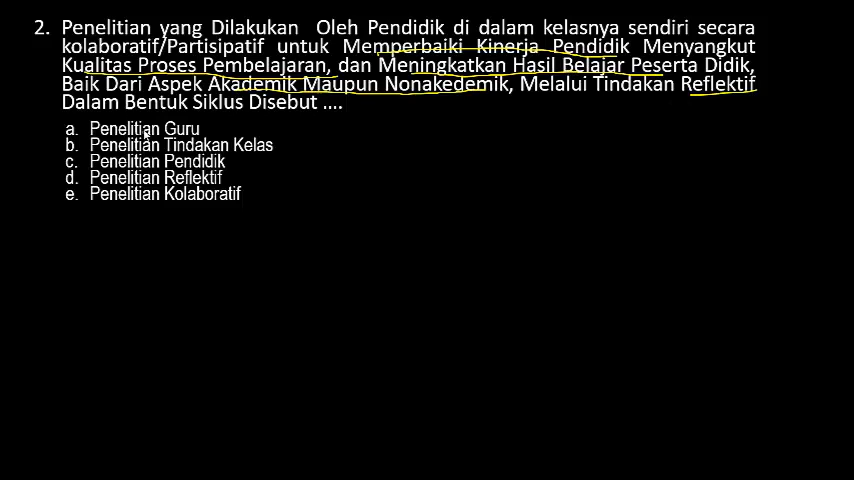 2. Penelitian yang Dilakukan Oleh Pendidik di dalam kelasnya sendiri secara
kolaboratif/Partisipatif untuk Memperbaiki Kinerja Pendidik Menyangkut
Kualitas Proses Pembelajaran, dan Meningkatkan Hasil Belajar Peserta Didik,
Baik Dari Aspek Akademik Maupun Nonakedemik, Melalui Tindakan Reflektif
Dalam Bentuk Siklus Disebut ....
a. Penelitian Guru
b. Penelitian Tindakan Kelas
c. Penelitian Pendidik
d. Penelitian Reflektif
e. Penelitian Kolaboratif